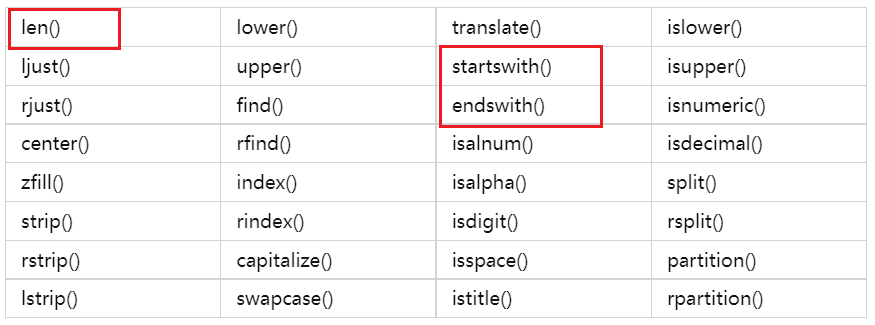 len() lower() translate() islower()
ljust() upper() startswith() isupper()
rjust() find() endswith() isnumeric()
center() rfind() isalnum() isdecimal()
zfill() index() isalpha() split()
strip() rindex() isdigit() rsplit()
rstrip() capitalize() isspace() partition()
lstrip() swapcase() istitle() rpartition()